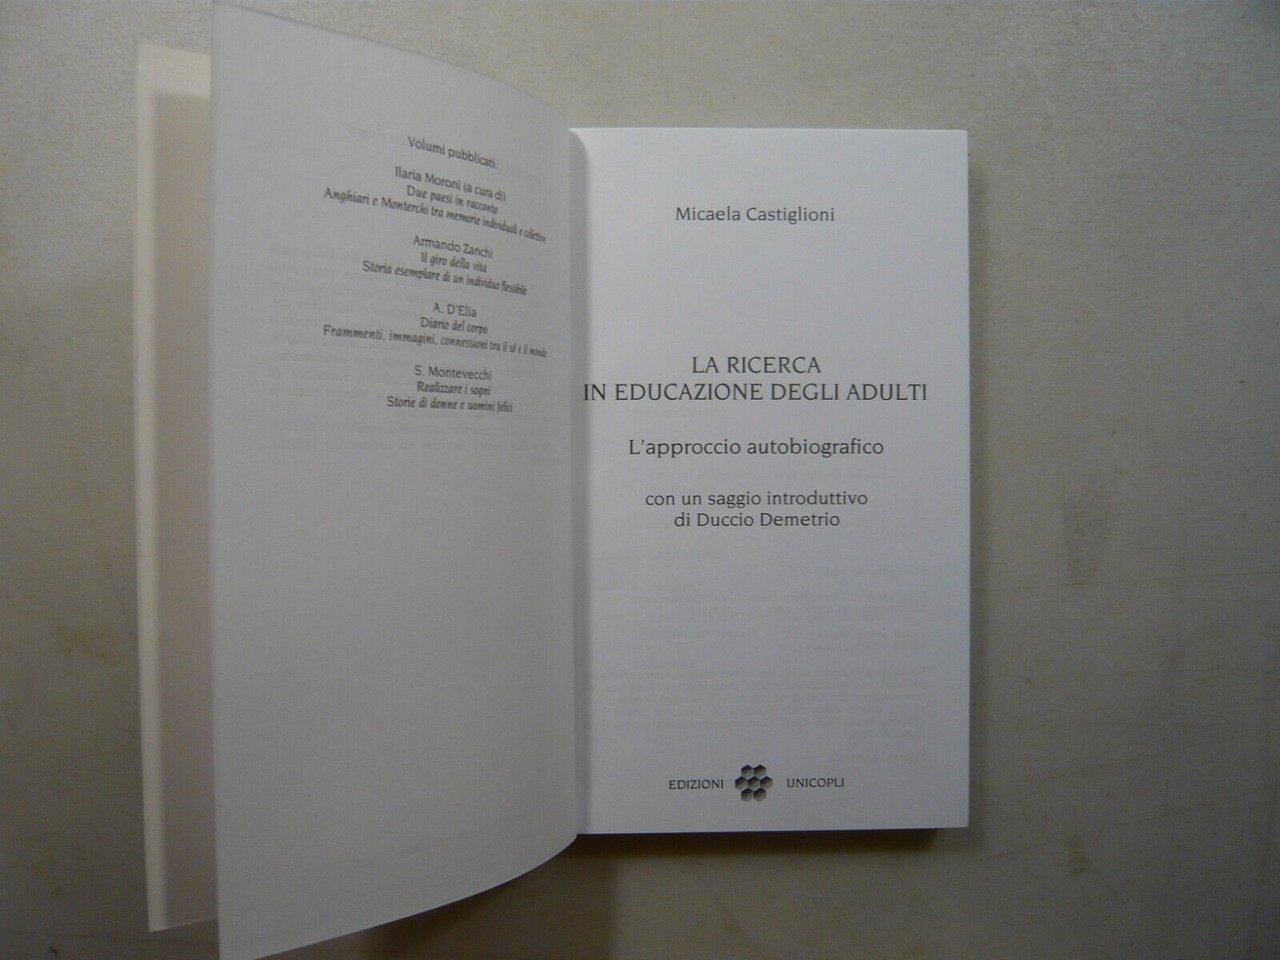 Volumi pubblicati:
Ilaria Moroni (a cura di)
Due paesi in racconto
Anghiari e Monterchi tra memorie individuali e collettive
Armando Zanchi
Il giro della vita
Storia esemplare di un individuo flessibile
A. D'Elia
Diario del corpo
Frammenti, immagini, connessioni tra il sé e il mondo
S. Montevecchi
Realizzare i sogni
Storie di donne e uomini felici
Micaela Castiglioni
LA RICERCA
IN EDUCAZIONE DEGLI ADULTI
L'approccio autobiografico
con un saggio introduttivo
di Duccio Demetrio
EDIZIONI UNICOPLI